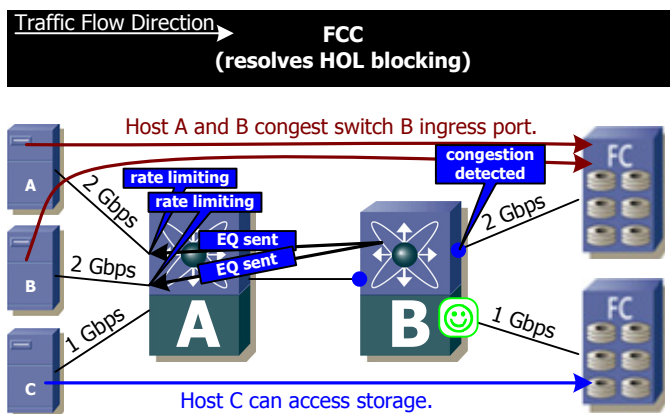 Traffic Flow Direction
FCC
(resolves HOL blocking)
Host A and B congest switch B ingress port.
congestion
detected
FC
A
2 Gbps
rate limiting
rate limiting
2 Gbps
EQ sent
EQ sent
B
2 Gbps
A
B
1 Gbps
1 Gbps
FC
C
Host C can access storage.